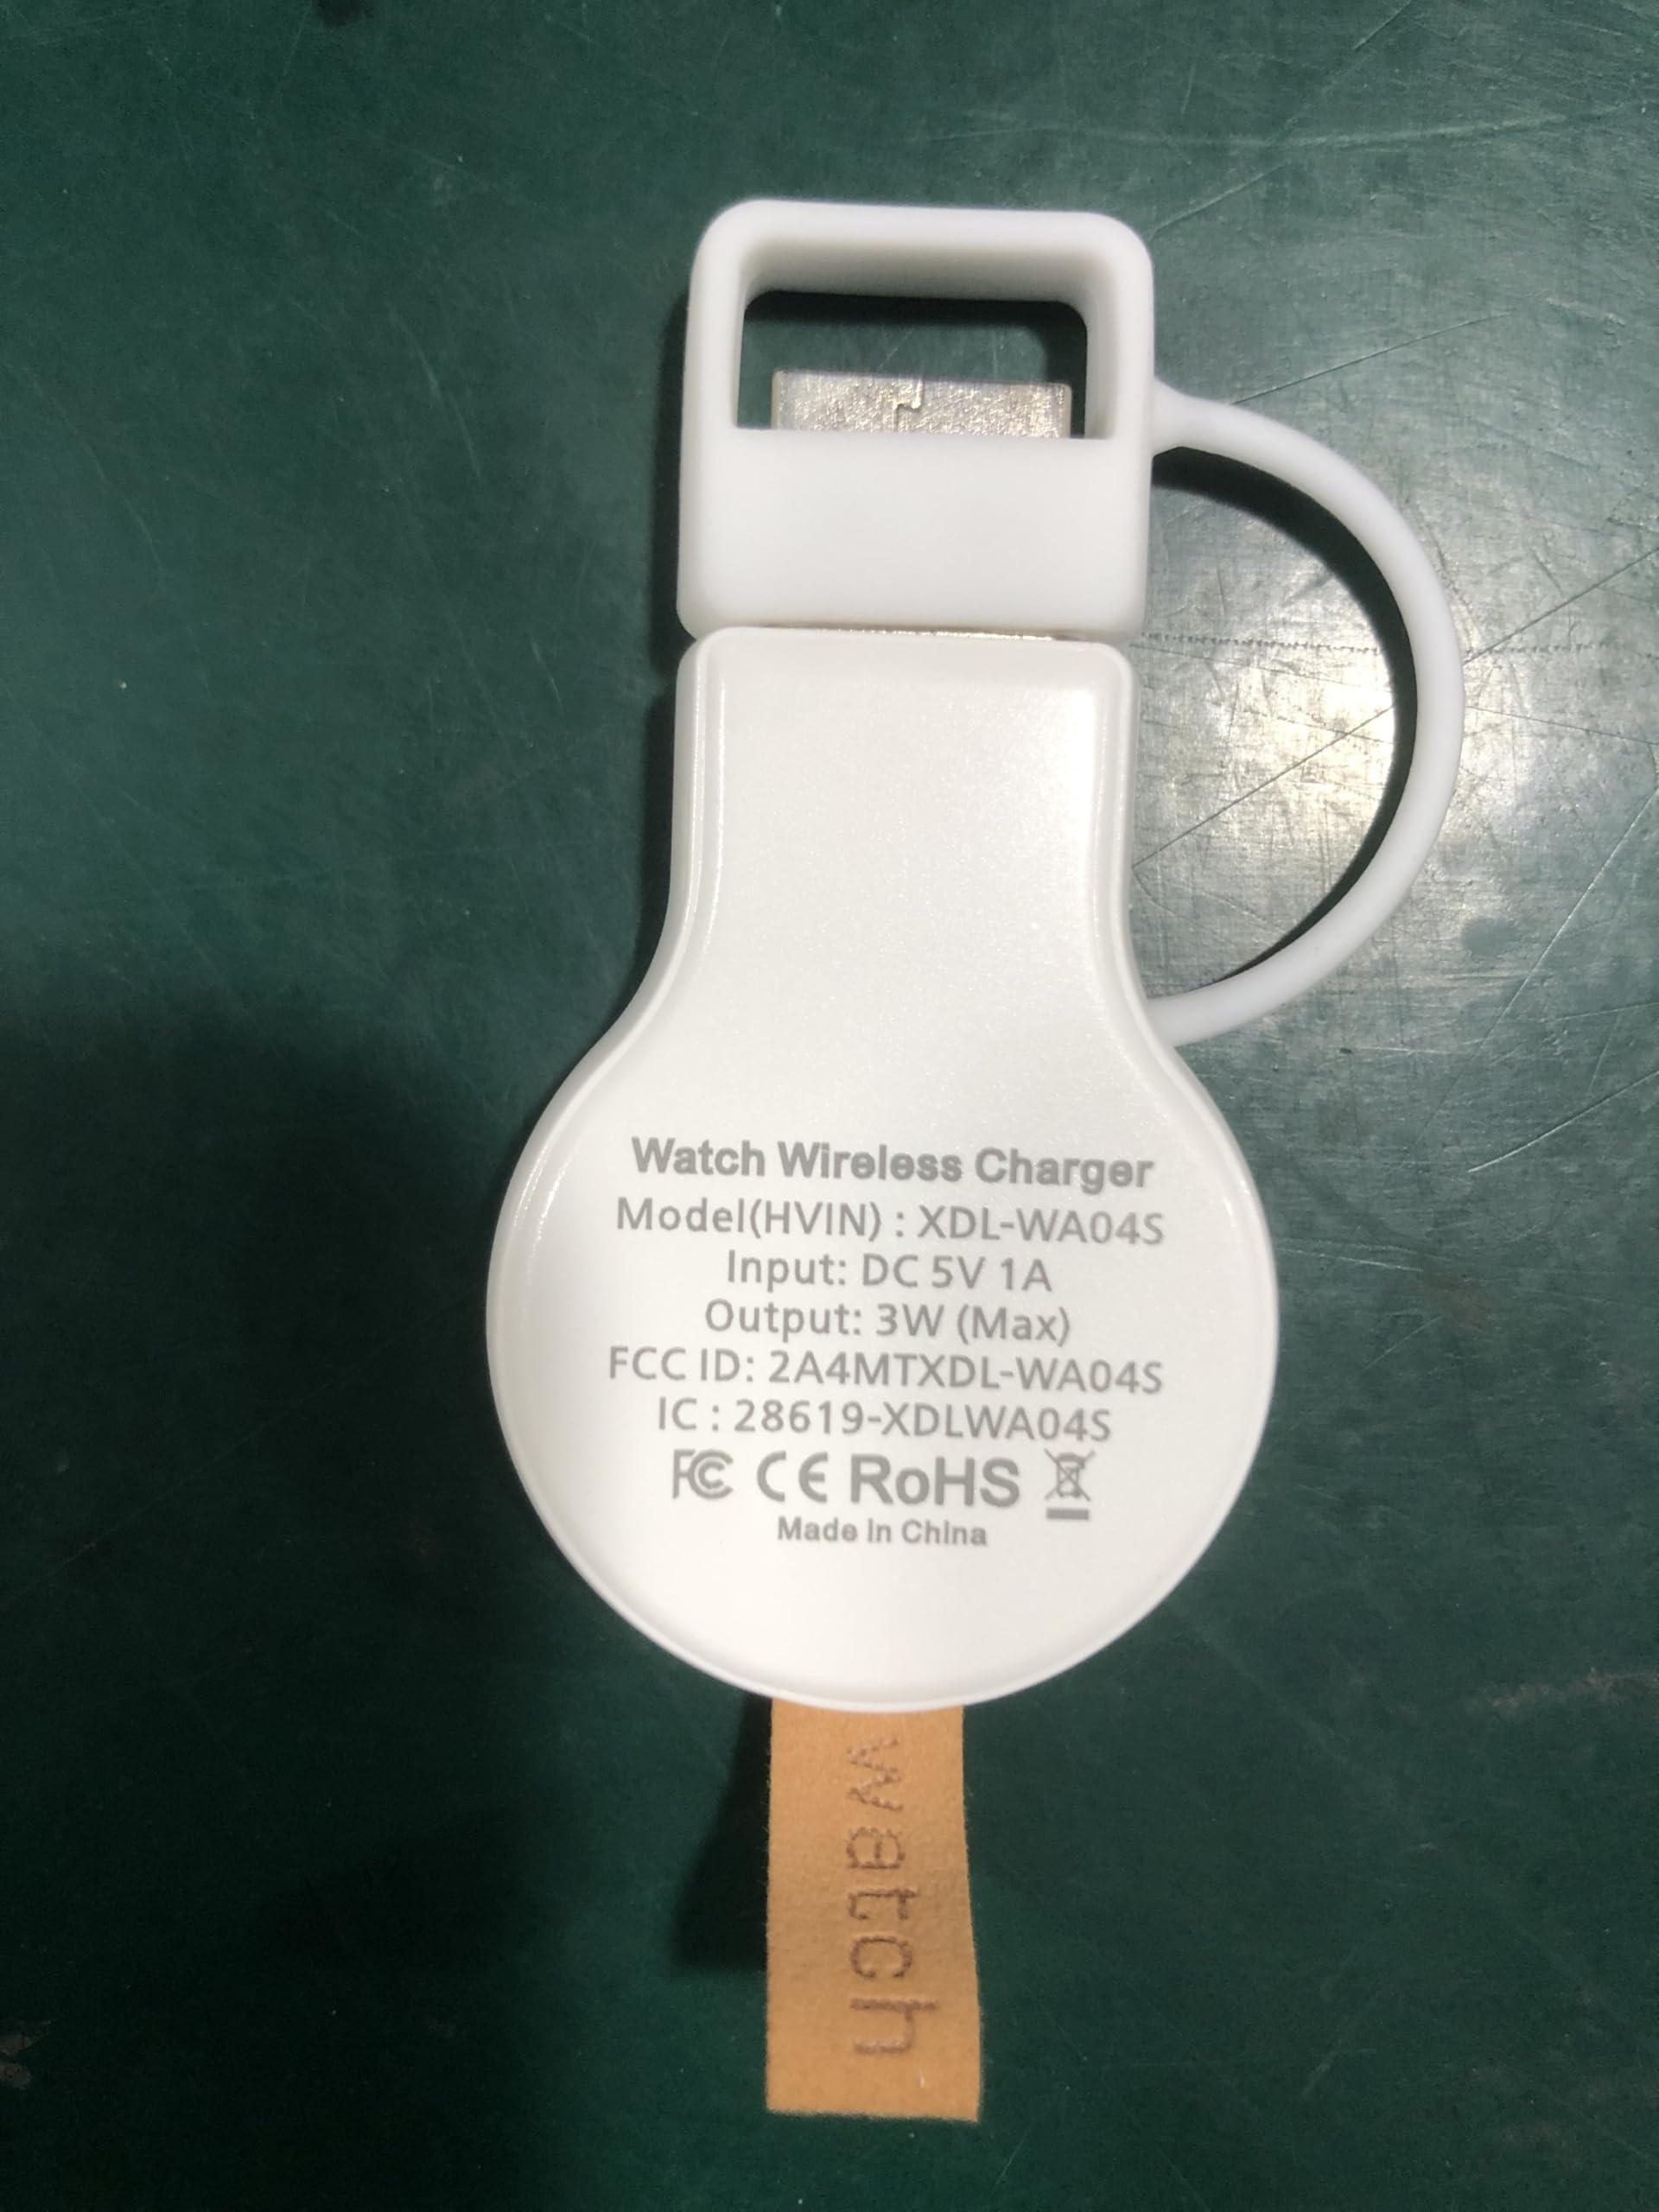 Watch Wireless Charger
Model(HVIN) : XDL-WA04S
Input: DC 5V 1A
Output: 3W (Max)
FCC ID: 2A4MTXDL-WA04S
IC : 28619-XDLWA04S
FC CE RoHS
Made in China
watch